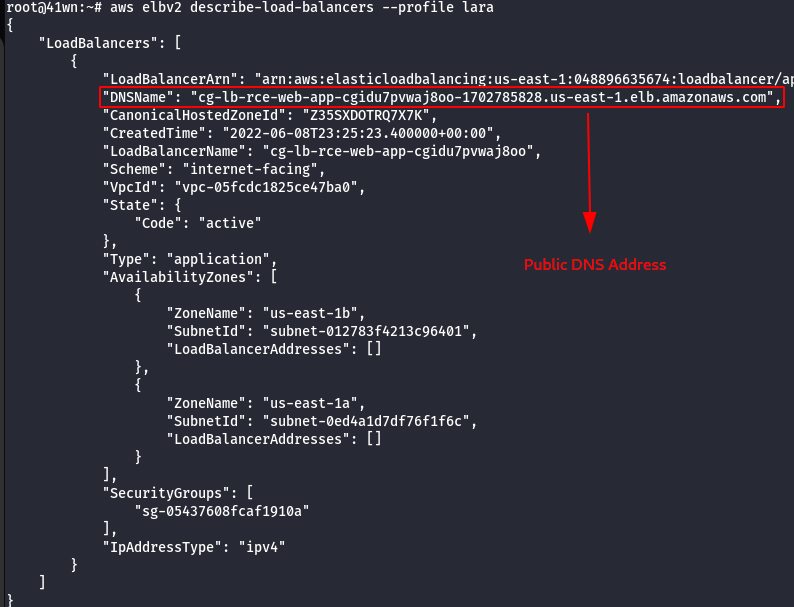 root@41wn:~# aws elbv2 describe-load-balancers --profile lara
{
    "LoadBalancers": [
        {
            "LoadBalancerArn": "arn:aws:elasticloadbalancing:us-east-1:048896635674:loadbalancer/ap
            "DNSName": "cg-lb-rce-web-app-cgidu7pvwaj8oo-1702785828.us-east-1.elb.amazonaws.com",
            "CanonicalHostedZoneId": "Z35SXDOTRQ7X7K",
            "CreatedTime": "2022-06-08T23:25:23.400000+00:00",
            "LoadBalancerName": "cg-lb-rce-web-app-cgidu7pvwaj8oo",
            "Scheme": "internet-facing",
            "VpcId": "vpc-05fcdc1825ce47ba0",
            "State": {
                "Code": "active"
            },
            "Type": "application",
Public DNS Address
            "AvailabilityZones": [
                {
                    "ZoneName": "us-east-1b",
                    "SubnetId": "subnet-012783f4213c96401",
                    "LoadBalancerAddresses": []
                },
                {
                    "ZoneName": "us-east-1a",
                    "SubnetId": "subnet-0ed4a1d7df76f1f6c",
                    "LoadBalancerAddresses": []
                }
            ],
            "SecurityGroups": [
                "sg-05437608fcaf1910a"
            ],
            "IpAddressType": "ipv4"
        }
    ]
}